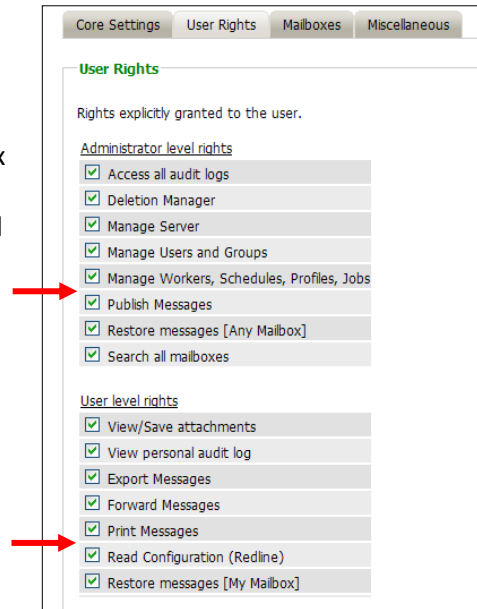 Core Settings User Rights Mailboxes Miscellaneous
User Rights
Rights explicitly granted to the user.
Administrator level rights
Access all audit logs
Deletion Manager
Manage Server
Manage Users and Groups
Manage Workers, Schedules, Profiles, Jobs
Publish Messages
Restore messages [Any Mailbox]
Search all mailboxes
User level rights
View/Save attachments
View personal audit log
Export Messages
Forward Messages
Print Messages
Read Configuration (Redline)
Restore messages [My Mailbox]